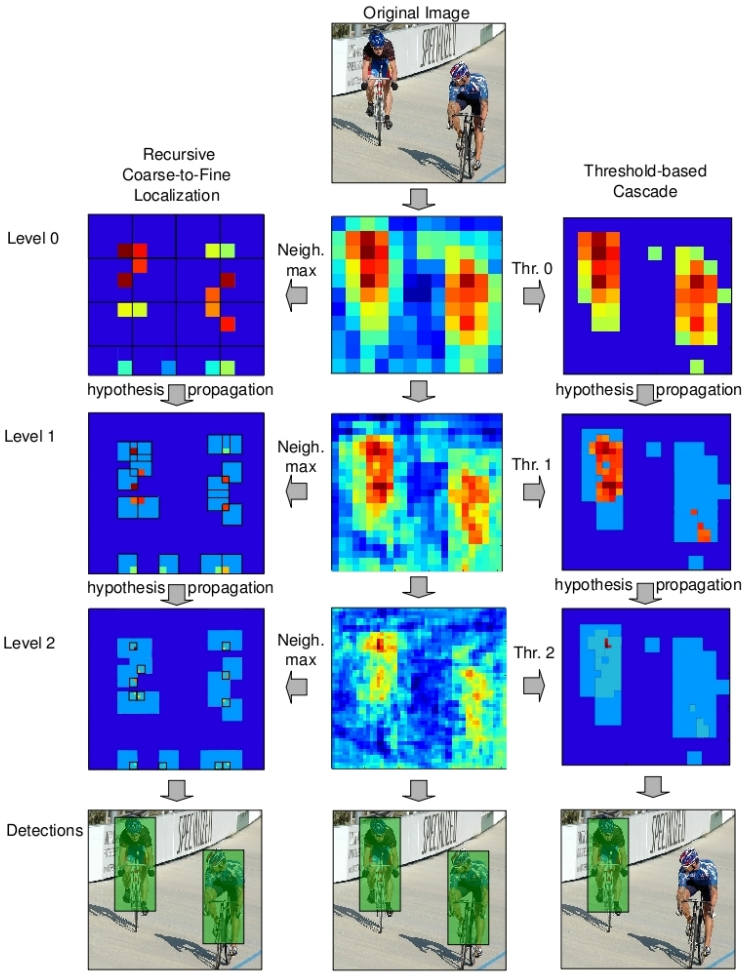 Original Image
SPECIALIZED
Recursive
Coarse-to-Fine
Localization
Threshold-based
Cascade
Level 0
Neigh.
max
Thr. 0
hypothesis propagation
hypothesis propagation
Level 1
Neigh.
max
Thr. 1
hypothesis propagation
hypothesis propagation
Level 2
Neigh.
max
Thr. 2
Detections